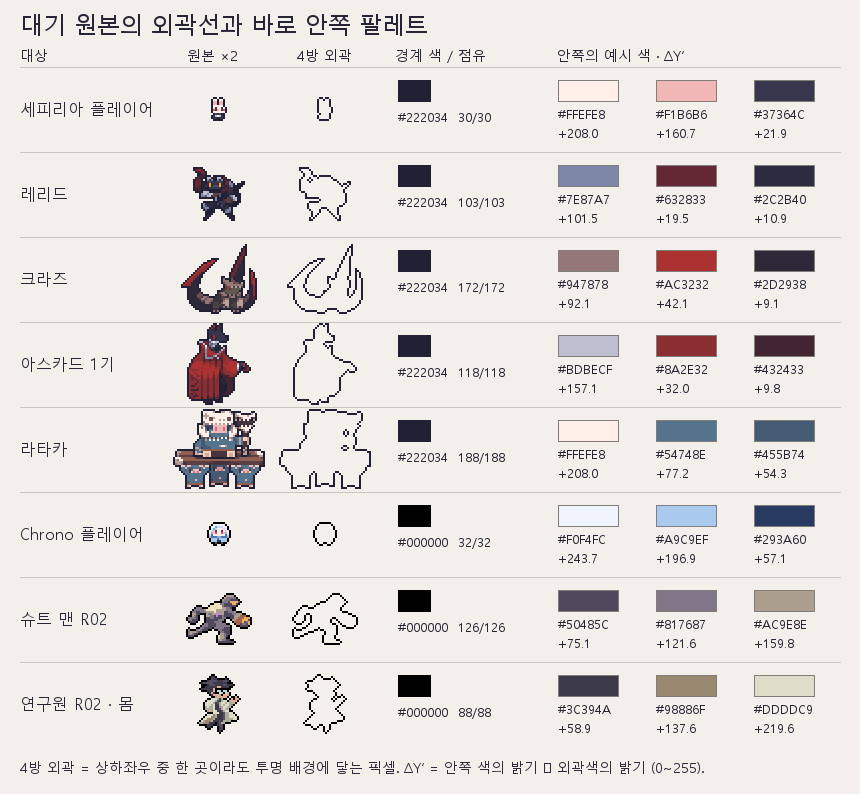 대기 원본의 외곽선과 바로 안쪽 팔레트
대상 원본 ×2 4방 외곽 경계 색 / 점유 안쪽의 예시 색 · ΔY′
세피리아 플레이어 #222034 30/30 #FFEFE8 #F1B6B6 #37364C
+208.0 +160.7 +21.9
레리드 #222034 103/103 #7E87A7 #632833 #2C2B40
+101.5 +19.5 +10.9
크라즈 #222034 172/172 #947878 #AC3232 #2D2938
+92.1 +42.1 +9.1
아스카드 1기 #222034 118/118 #BDBECF #8A2E32 #432433
+157.1 +32.0 +9.8
라타카 #222034 188/188 #FFEFE8 #54748E #455B74
+208.0 +77.2 +54.3
Chrono 플레이어 #000000 32/32 #F0F4FC #A9C9EF #293A60
+243.7 +196.9 +57.1
슈트 맨 R02 #000000 126/126 #50485C #817687 #AC9E8E
+75.1 +121.6 +159.8
연구원 R02 · 몸 #000000 88/88 #3C394A #98886F #DDDDC9
+58.9 +137.6 +219.6
4방 외곽 = 상하좌우 중 한 곳이라도 투명 배경에 닿는 픽셀. ΔY′ = 안쪽 색의 밝기 ▯ 외곽색의 밝기 (0~255).